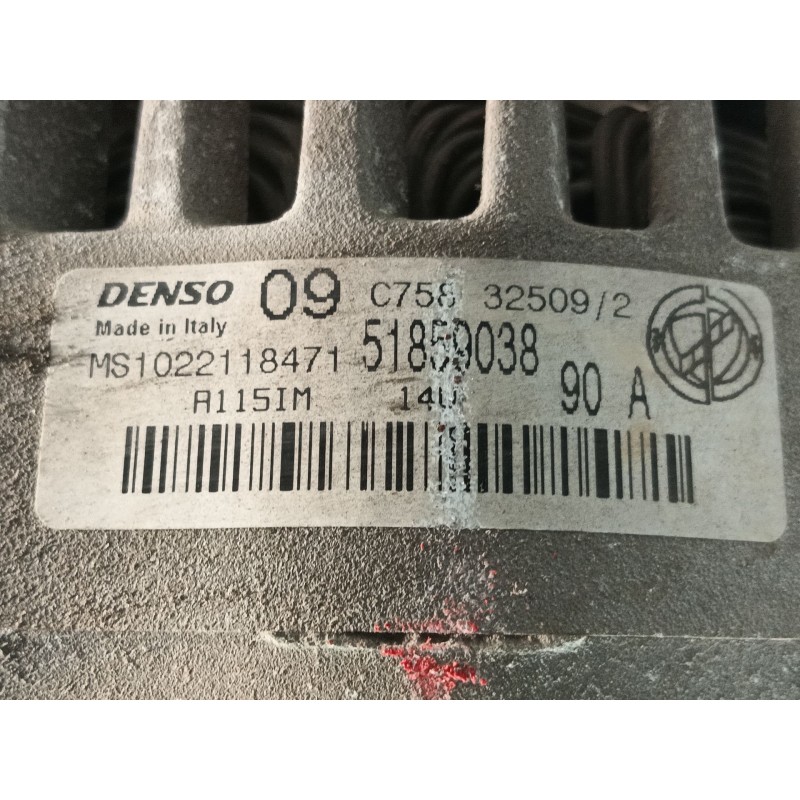 DENSO 09 C758 32509/2
Made in Italy
MS1022118471 51859038
A115IM 14V 90 A